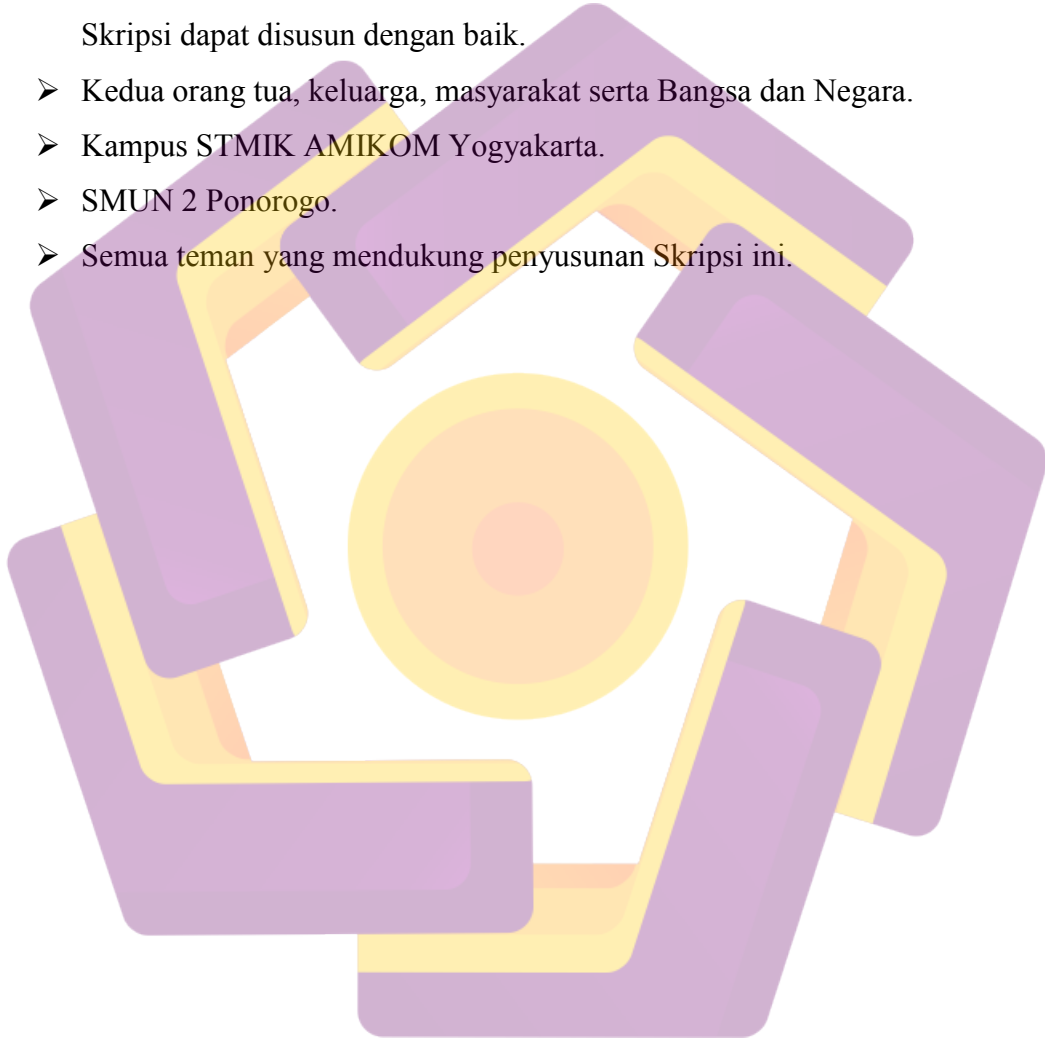 Skripsi dapat disusun dengan baik.
➢ Kedua orang tua, keluarga, masyarakat serta Bangsa dan Negara.
➢ Kampus STMIK AMIKOM Yogyakarta.
➢ SMUN 2 Ponorogo.
➢ Semua teman yang mendukung penyusunan Skripsi ini.